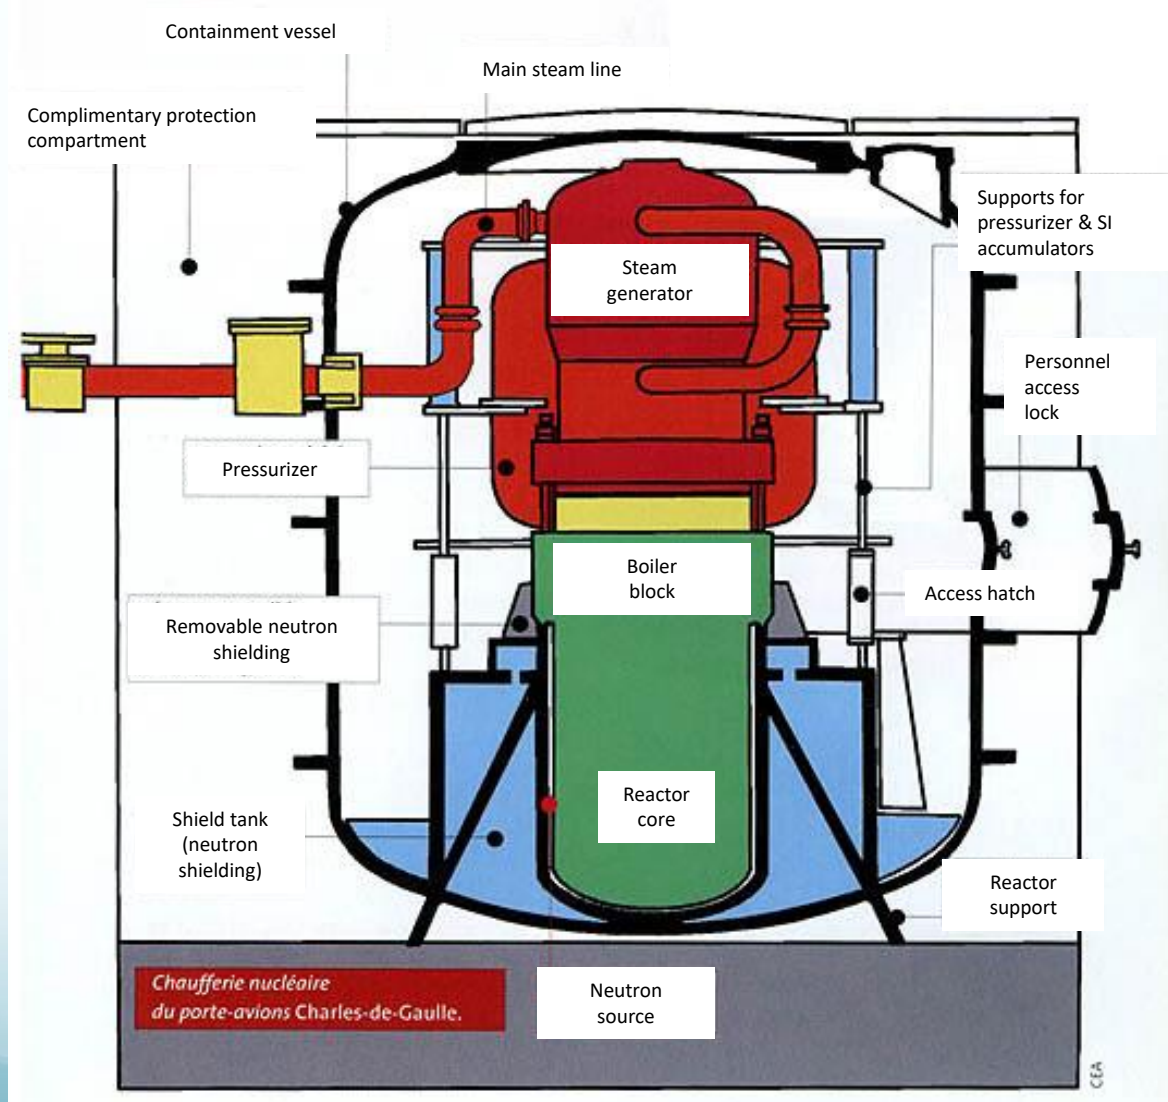 Containment vessel
Main steam line
Complimentary protection
compartment
Supports for
pressurizer & SI
accumulators
Steam
generator
Personnel
access
lock
Pressurizer
Boiler
block
Access hatch
Removable neutron
shielding
Shield tank
(neutron
shielding)
Reactor
core
Reactor
support
Neutron
source
Chaufferie nucléaire
du porte-avions Charles-de-Gaulle.
CEA